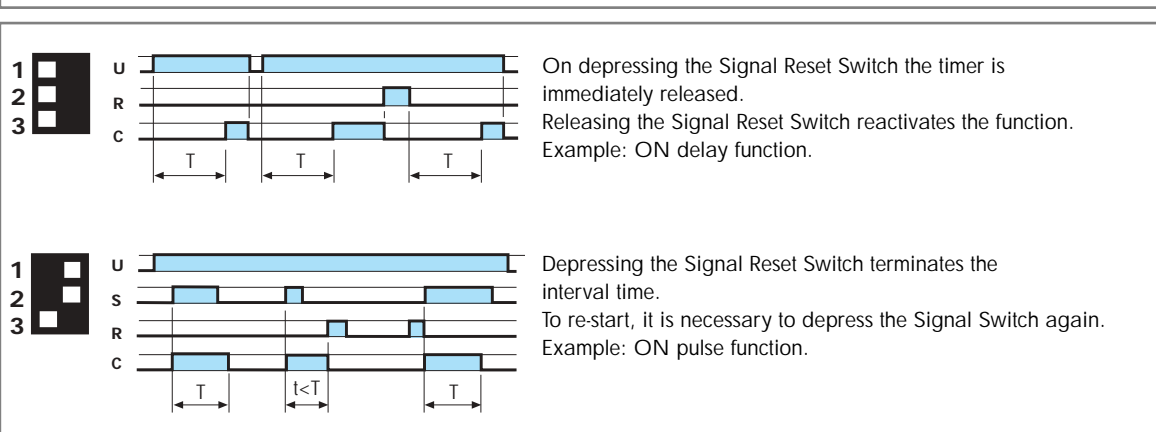 1 U
2 R
3 C
T T T
On depressing the Signal Reset Switch the timer is
immediately released.
Releasing the Signal Reset Switch reactivates the function.
Example: ON delay function.
1 U
2 S
3 R
C
T t<T T
Depressing the Signal Reset Switch terminates the
interval time.
To re-start, it is necessary to depress the Signal Switch again.
Example: ON pulse function.